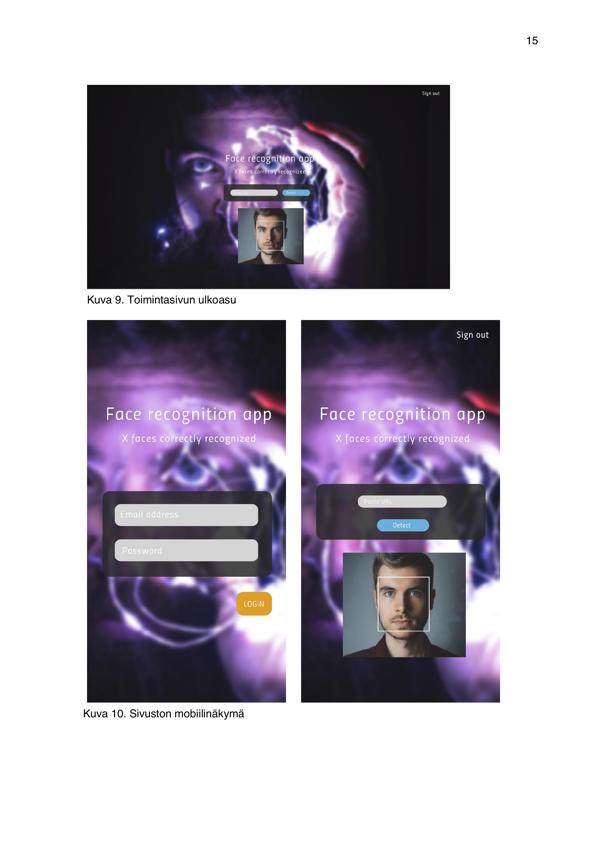 15
Sign out
Face recognition app
X faces correctly recognized
Detect
Kuva 9. Toimintasivun ulkoasu
Face recognition app
X faces correctly recognized
Email address
Password
LOGIN
Sign out
Face recognition app
X faces correctly recognized
Paste URL
Detect
Kuva 10. Sivuston mobiilinäkymä